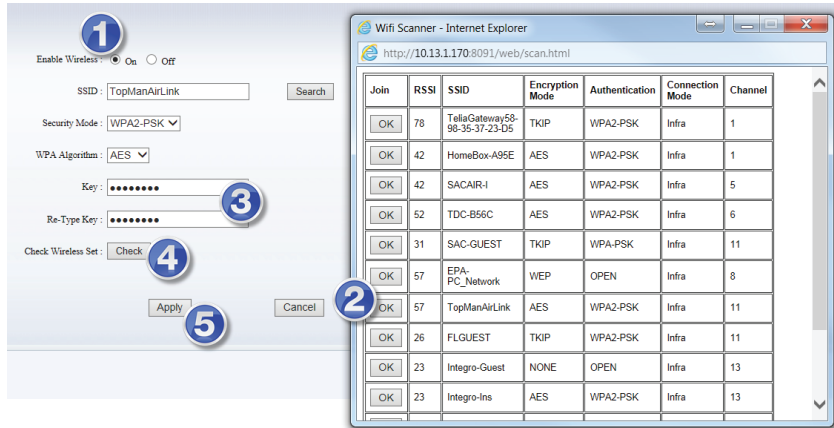 1
Enable Wireless : On Off
SSID : TopManAirLink Search
Security Mode : WPA2-PSK
WPA Algorithm : AES
Key : ●●●●●●●●
3
Re-Type Key : ●●●●●●●●
Check Wireless Set : Check
4
Apply Cancel
5
Wifi Scanner - Internet Explorer
http://10.13.1.170:8091/web/scan.html
Join RSSI SSID Encryption Mode Authentication Connection Mode Channel
OK 78 TeliaGateway58-98-35-37-23-D5 TKIP WPA2-PSK Infra 1
OK 42 HomeBox-A95E AES WPA2-PSK Infra 1
OK 42 SACAIR-I AES WPA2-PSK Infra 5
OK 52 TDC-B56C AES WPA2-PSK Infra 6
OK 31 SAC-GUEST TKIP WPA-PSK Infra 11
OK 57 EPA-PC_Network WEP OPEN Infra 8
2
OK 57 TopManAirLink AES WPA2-PSK Infra 11
OK 26 FLGUEST TKIP WPA2-PSK Infra 11
OK 23 Integro-Guest NONE OPEN Infra 13
OK 23 Integro-Ins AES WPA2-PSK Infra 13